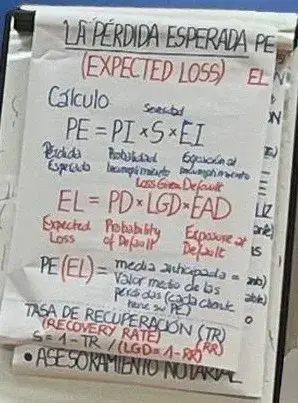 LA PÉRDIDA ESPERADA PE
(EXPECTED LOSS) EL
Cálculo
Severidad
PE = PI x S x EI
Pérdida Probabilidad Exposición al
Esperada Incumplimiento Incumplimiento
Loss Given Default
EL = PD x LGD x EAD
Expected Probability Exposure at
Loss of Default Default
PE (EL) = media anticipada =
Valor medio de las
pérdidas (cada cliente
tiene su PE)
TASA DE RECUPERACIÓN (TR)
(RECOVERY RATE) (RR)
S = 1 - TR / (LGD = 1 - RR)
• ASESORAMIENTO NOTARIAL